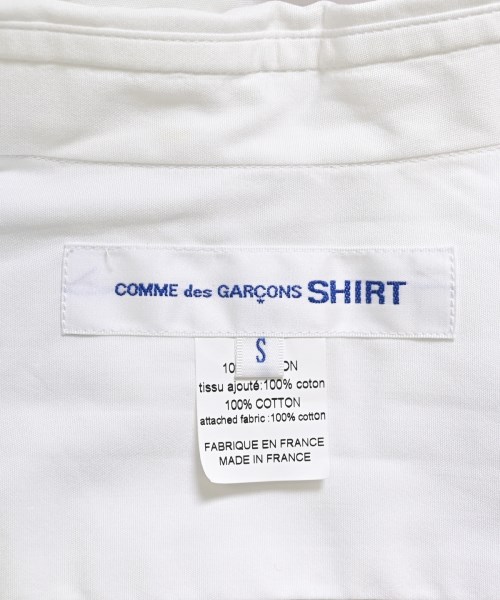 COMME des GARÇONS SHIRT
S
tissu ajouté:100% coton
100% COTTON
attached fabric :100% cotton
FABRIQUE EN FRANCE
MADE IN FRANCE